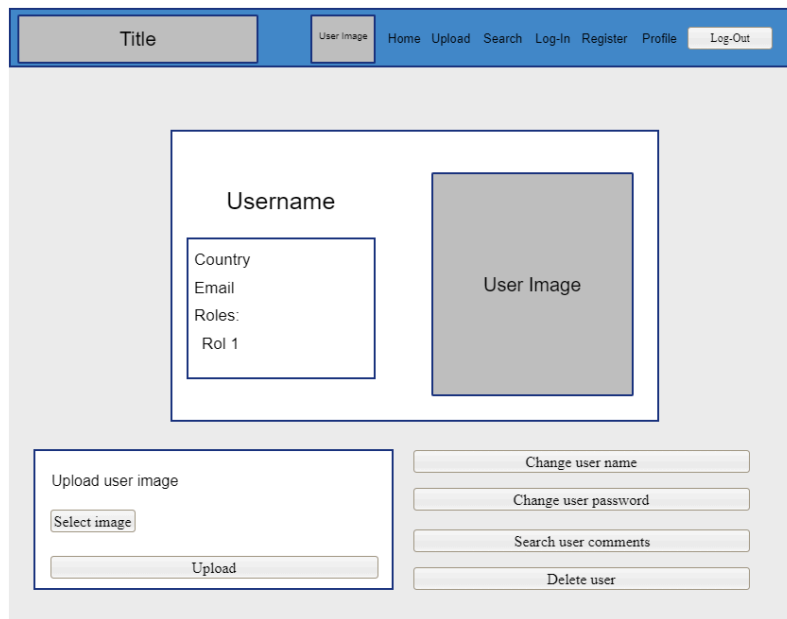 Title
User Image
Home Upload Search Log-In Register Profile Log-Out
Username
Country
Email
Roles:
Rol 1
User Image
Upload user image
Select image
Upload
Change user name
Change user password
Search user comments
Delete user